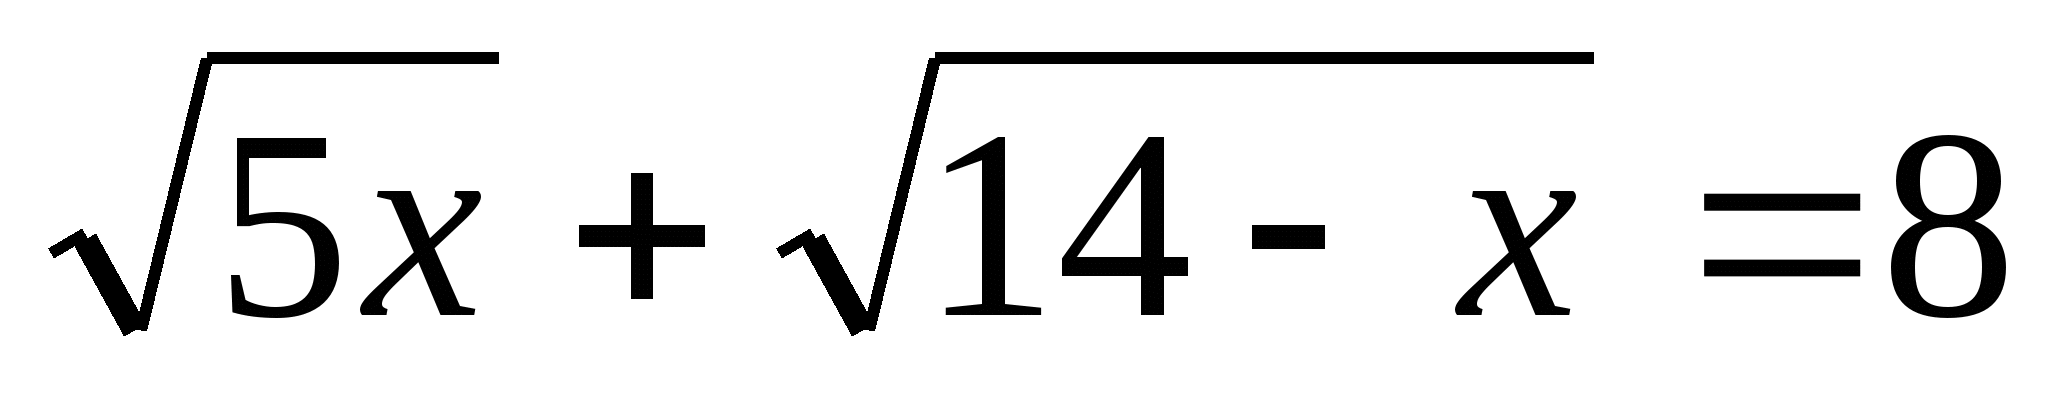 √5x + √14 - x = 8